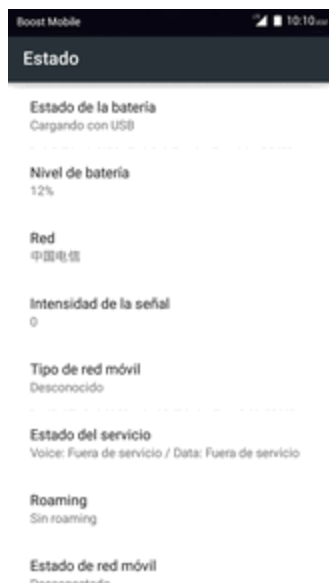 Boost Mobile 10:10
Estado
Estado de la batería
Cargando con USB
Nivel de batería
12%
Red
中国电信
Intensidad de la señal
0
Tipo de red móvil
Desconocido
Estado del servicio
Voice: Fuera de servicio / Data: Fuera de servicio
Roaming
Sin roaming
Estado de red móvil